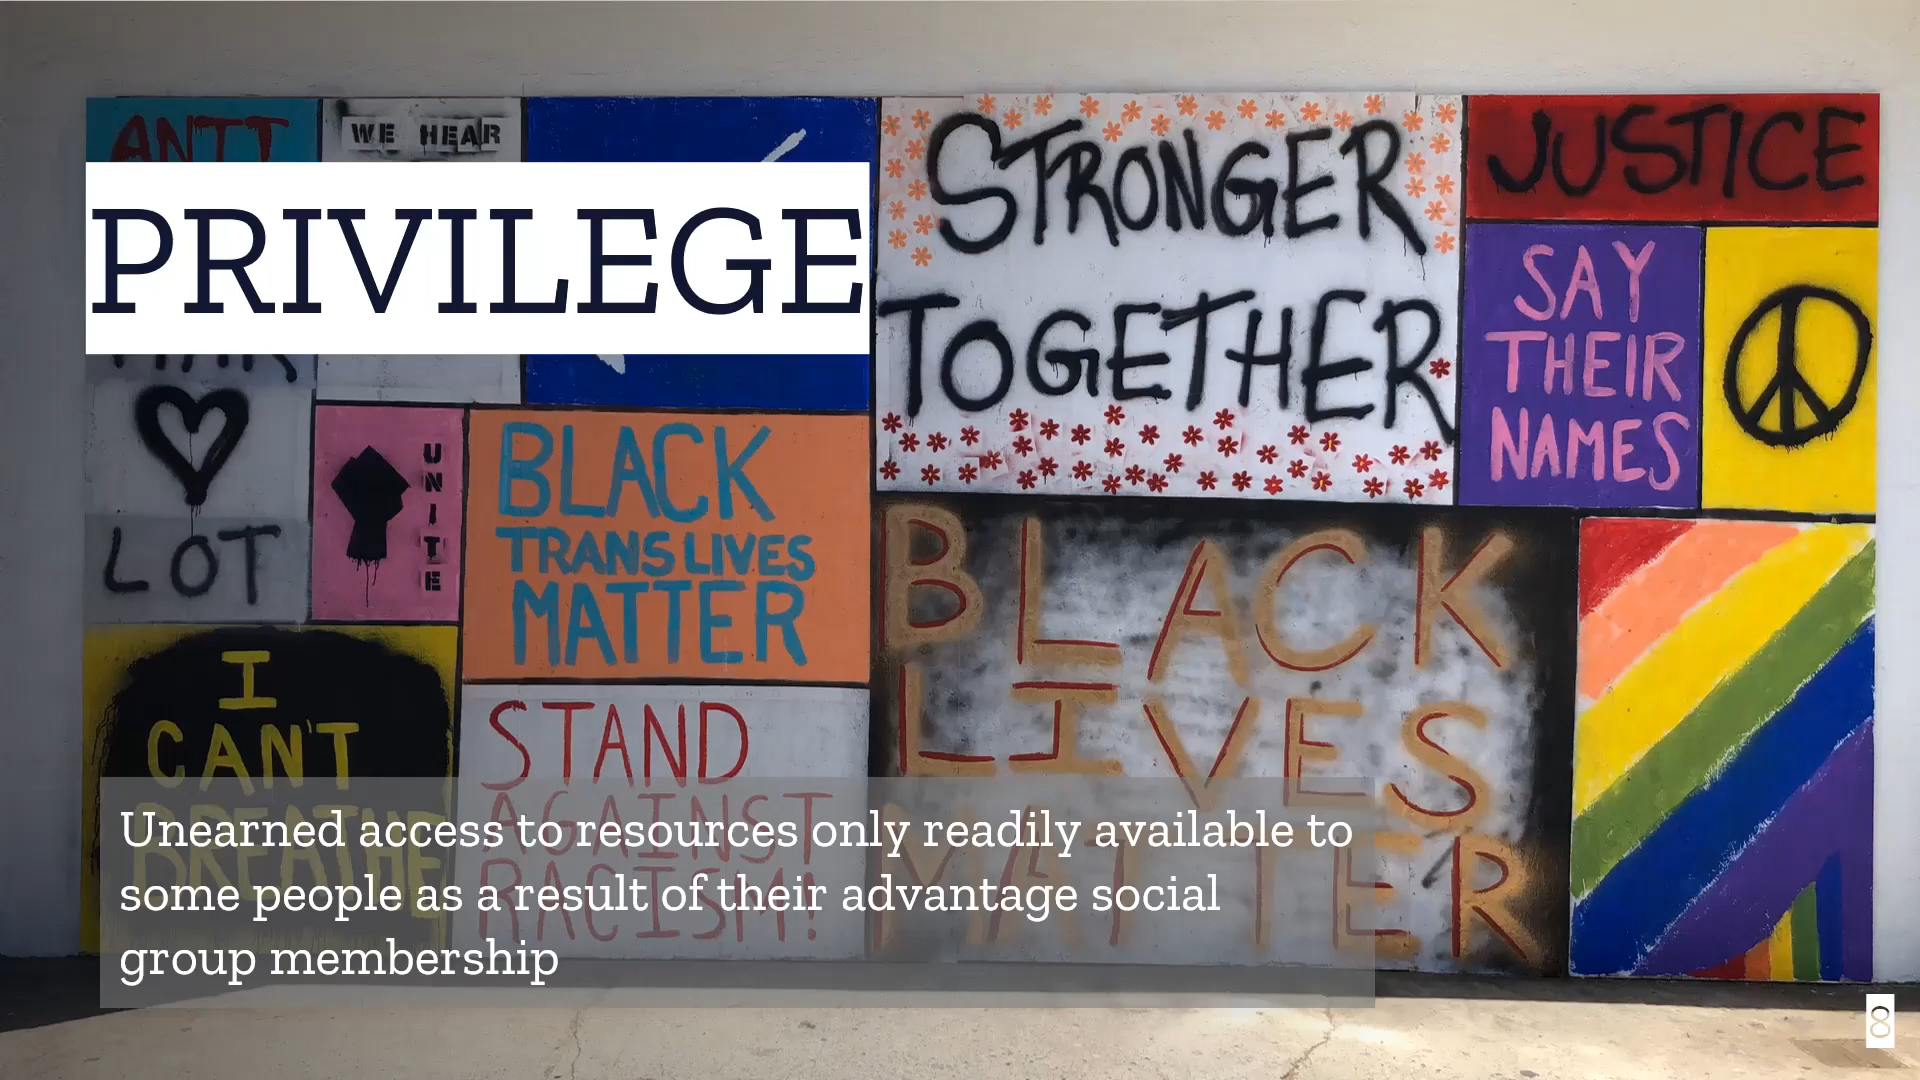 ANTI
WE HEAR
PRIVILEGE
STRONGER
TOGETHER
JUSTICE
SAY
THEIR
NAMES
LOT
UNITE
BLACK
TRANS LIVES
MATTER
BLACK
LIVES
MATTER
I
CAN'T
BREATHE
STAND
AGAINST
RACISM!
Unearned access to resources only readily available to
some people as a result of their advantage social
group membership
8